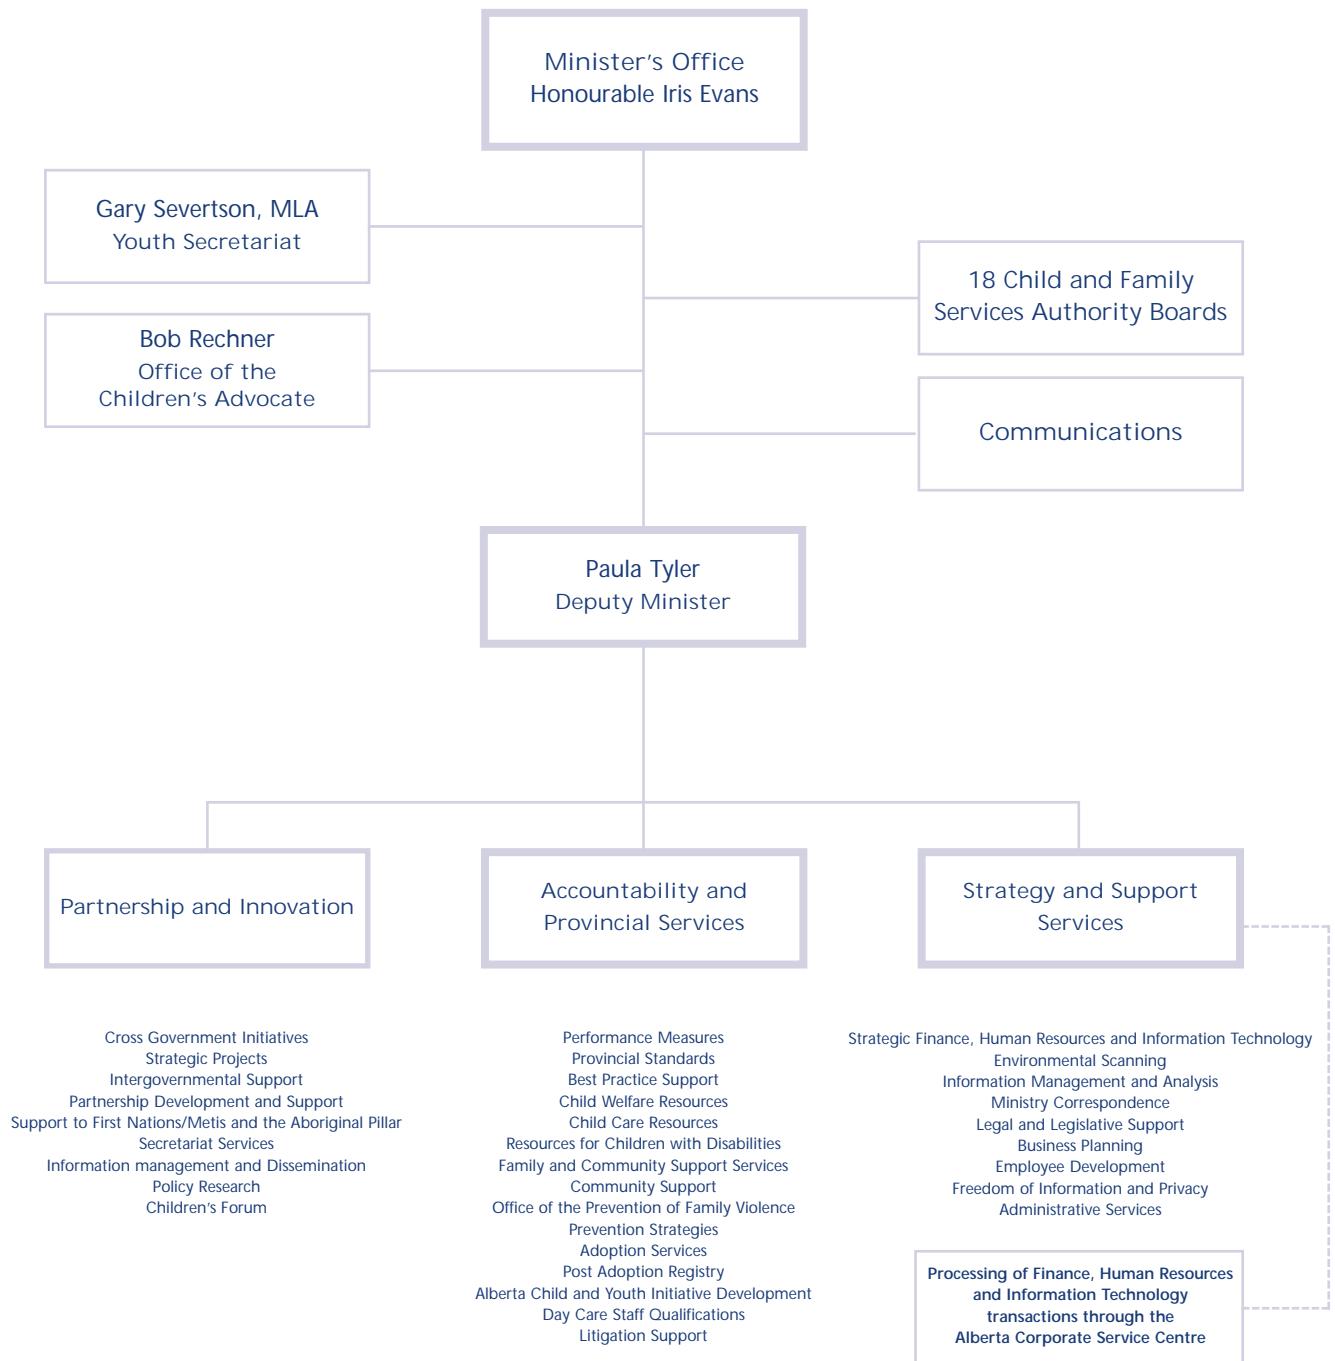 Minister's Office
Honourable Iris Evans
Gary Severtson, MLA
Youth Secretariat
18 Child and Family
Services Authority Boards
Bob Rechner
Office of the
Children's Advocate
Communications
Paula Tyler
Deputy Minister
Partnership and Innovation
Accountability and
Provincial Services
Strategy and Support
Services
Cross Government Initiatives
Strategic Projects
Intergovernmental Support
Partnership Development and Support
Support to First Nations/Metis and the Aboriginal Pillar
Secretariat Services
Information management and Dissemination
Policy Research
Children's Forum
Performance Measures
Provincial Standards
Best Practice Support
Child Welfare Resources
Child Care Resources
Resources for Children with Disabilities
Family and Community Support Services
Community Support
Office of the Prevention of Family Violence
Prevention Strategies
Adoption Services
Post Adoption Registry
Alberta Child and Youth Initiative Development
Day Care Staff Qualifications
Litigation Support
Strategic Finance, Human Resources and Information Technology
Environmental Scanning
Information Management and Analysis
Ministry Correspondence
Legal and Legislative Support
Business Planning
Employee Development
Freedom of Information and Privacy
Administrative Services
Processing of Finance, Human Resources
and Information Technology
transactions through the
Alberta Corporate Service Centre